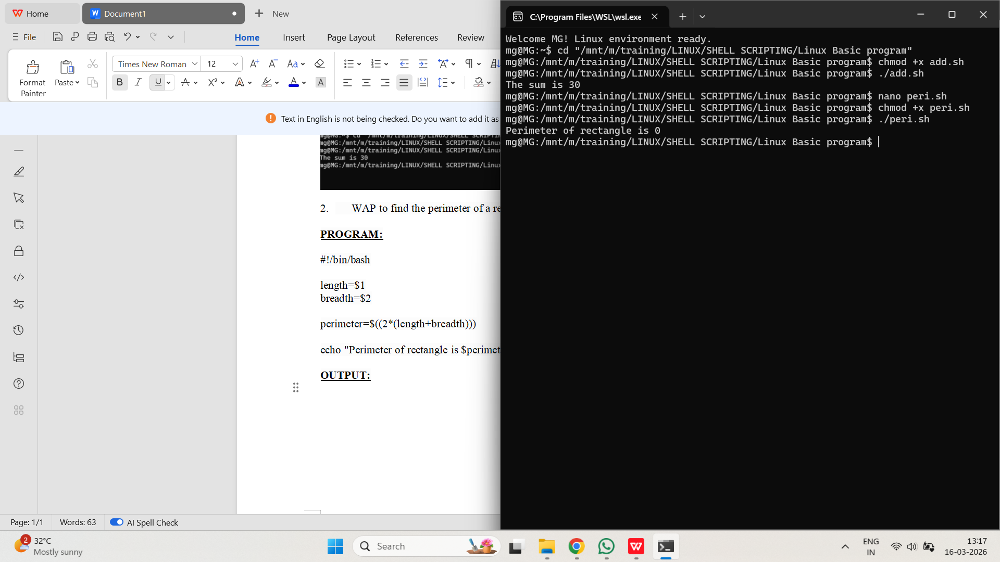 Home
Document1
New
File
Home
Insert
Page Layout
References
Review
Format Painter
Paste
Times New Roman
12
Text in English is not being checked. Do you want to add it as
mg@MG:/mnt/m/training/LINUX/SHELL SCRIPTING/Linux
mg@MG:/mnt/m/training/LINUX/SHELL SCRIPTING/Linux
The sum is 30
mg@MG:/mnt/m/training/LINUX/SHELL SCRIPTING/Linux
2. WAP to find the perimeter of a re
PROGRAM:
#!/bin/bash
length=$1
breadth=$2
perimeter=$((2*(length+breadth)))
echo "Perimeter of rectangle is $perimet
OUTPUT:
Page: 1/1
Words: 63
AI Spell Check
C:\Program Files\WSL\wsl.exe
Welcome MG! Linux environment ready.
mg@MG:~$ cd "/mnt/m/training/LINUX/SHELL SCRIPTING/Linux Basic program"
mg@MG:/mnt/m/training/LINUX/SHELL SCRIPTING/Linux Basic program$ chmod +x add.sh
mg@MG:/mnt/m/training/LINUX/SHELL SCRIPTING/Linux Basic program$ ./add.sh
The sum is 30
mg@MG:/mnt/m/training/LINUX/SHELL SCRIPTING/Linux Basic program$ nano peri.sh
mg@MG:/mnt/m/training/LINUX/SHELL SCRIPTING/Linux Basic program$ chmod +x peri.sh
mg@MG:/mnt/m/training/LINUX/SHELL SCRIPTING/Linux Basic program$ ./peri.sh
Perimeter of rectangle is 0
mg@MG:/mnt/m/training/LINUX/SHELL SCRIPTING/Linux Basic program$
2
32°C
Mostly sunny
Search
ENG
IN
13:17
16-03-2026